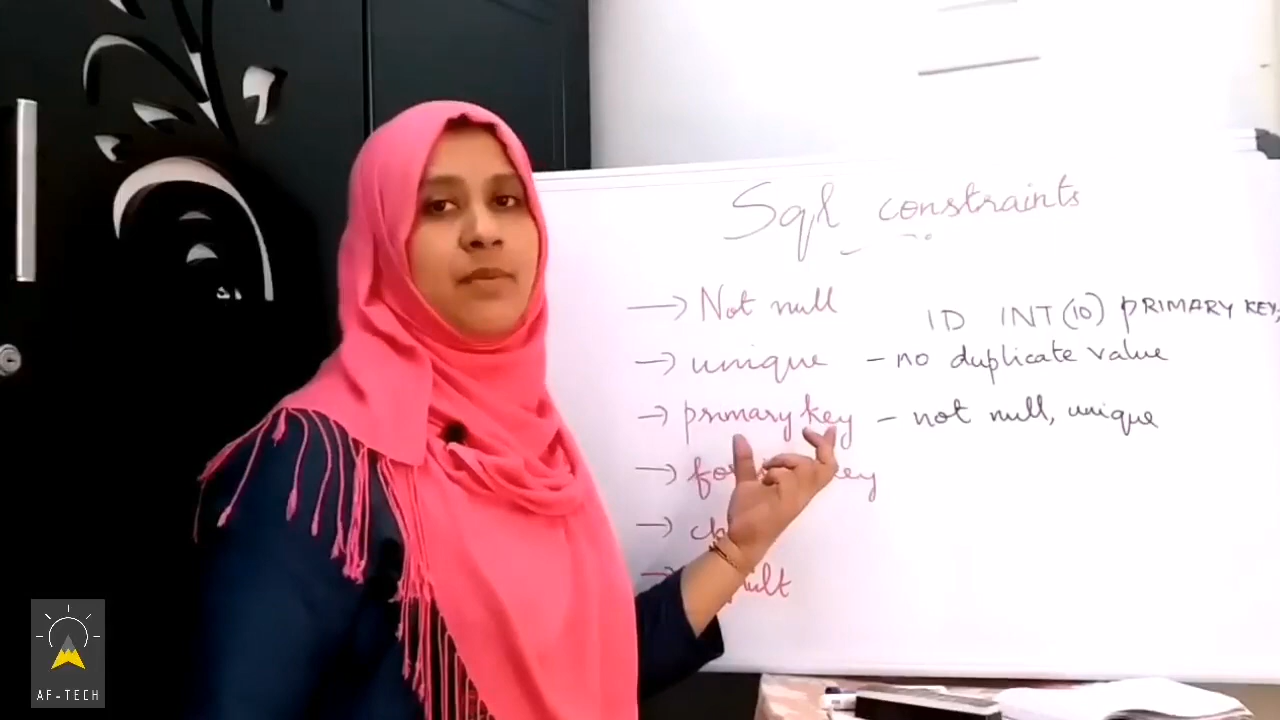 Sql constraints
→ Not null
ID INT(10) PRIMARY KEY,
→ unique - no duplicate value
→ primary key - not null, unique
→ key
→
→
AF-TECH